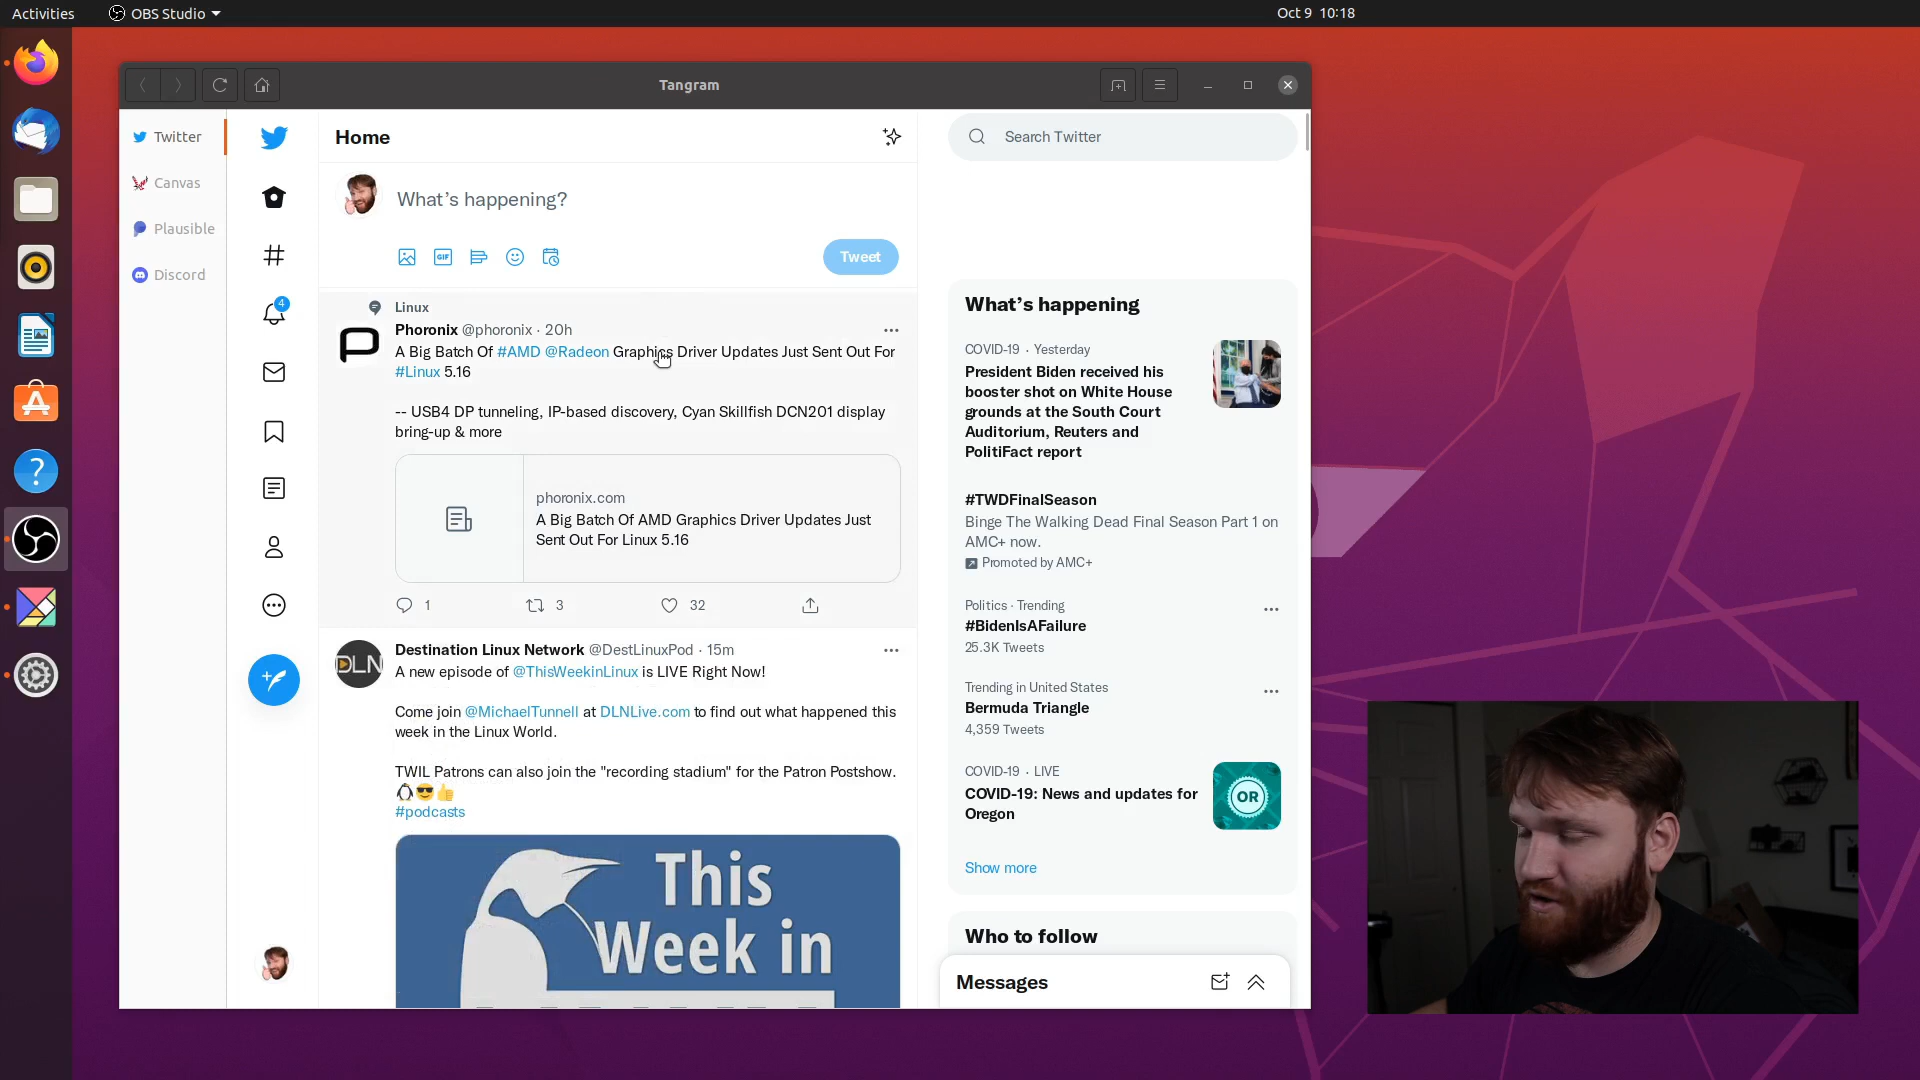 Activities
OBS Studio
Oct 9 10:18
Tangram
Twitter
Canvas
Plausible
Discord
Home
What's happening?
GIF
Tweet
4
Linux
Phoronix @phoronix · 20h
A Big Batch Of #AMD @Radeon Graphics Driver Updates Just Sent Out For
#Linux 5.16
-- USB4 DP tunneling, IP-based discovery, Cyan Skillfish DCN201 display
bring-up & more
phoronix.com
A Big Batch Of AMD Graphics Driver Updates Just
Sent Out For Linux 5.16
1
3
32
DLN
Destination Linux Network @DestLinuxPod · 15m
A new episode of @ThisWeekinLinux is LIVE Right Now!
Come join @MichaelTunnell at DLNLive.com to find out what happened this
week in the Linux World.
TWIL Patrons can also join the "recording stadium" for the Patron Postshow.
🐧😎👍
#podcasts
This
Week in
Search Twitter
What's happening
COVID-19 · Yesterday
President Biden received his
booster shot on White House
grounds at the South Court
Auditorium, Reuters and
PolitiFact report
#TWDFinalSeason
Binge The Walking Dead Final Season Part 1 on
AMC+ now.
Promoted by AMC+
Politics · Trending
#BidenIsAFailure
25.3K Tweets
Trending in United States
Bermuda Triangle
4,359 Tweets
COVID-19 · LIVE
COVID-19: News and updates for
Oregon
OR
Show more
Who to follow
Messages